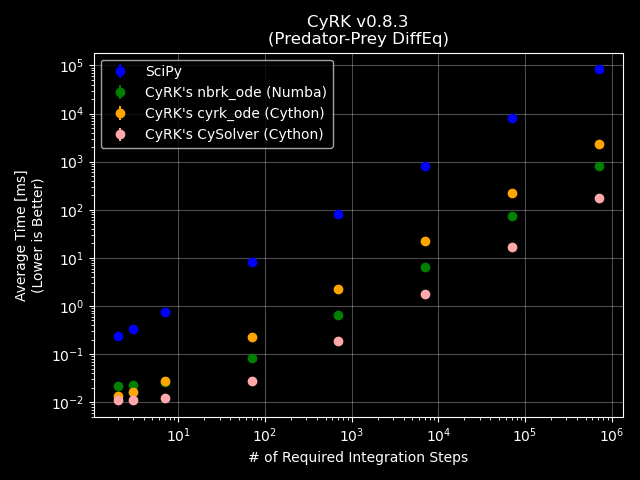 CyRK v0.8.3
(Predator-Prey DiffEq)
SciPy
CyRK's nbrk_ode (Numba)
CyRK's cyrk_ode (Cython)
CyRK's CySolver (Cython)
Average Time [ms]
(Lower is Better)
10⁵
10⁴
10³
10²
10¹
10⁰
10⁻¹
10⁻²
10¹ 10² 10³ 10⁴ 10⁵ 10⁶
# of Required Integration Steps